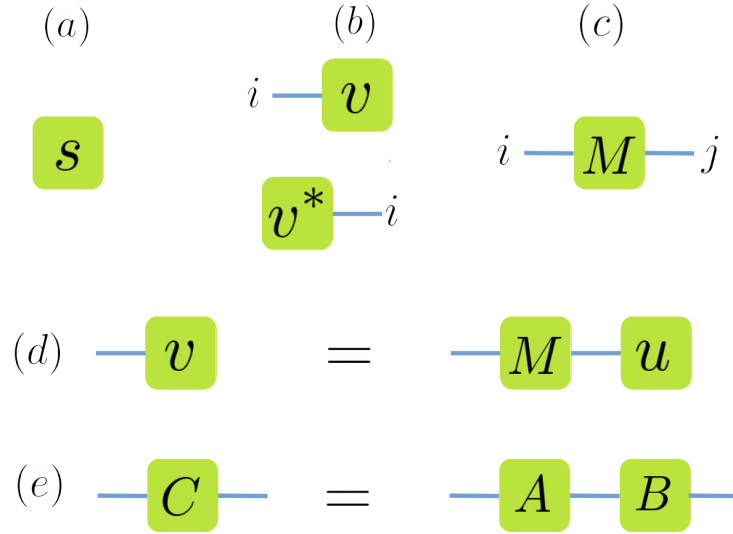 (a) (b) (c)
i v
s
i M j
v* i
(d) v = M u
(e) C = A B